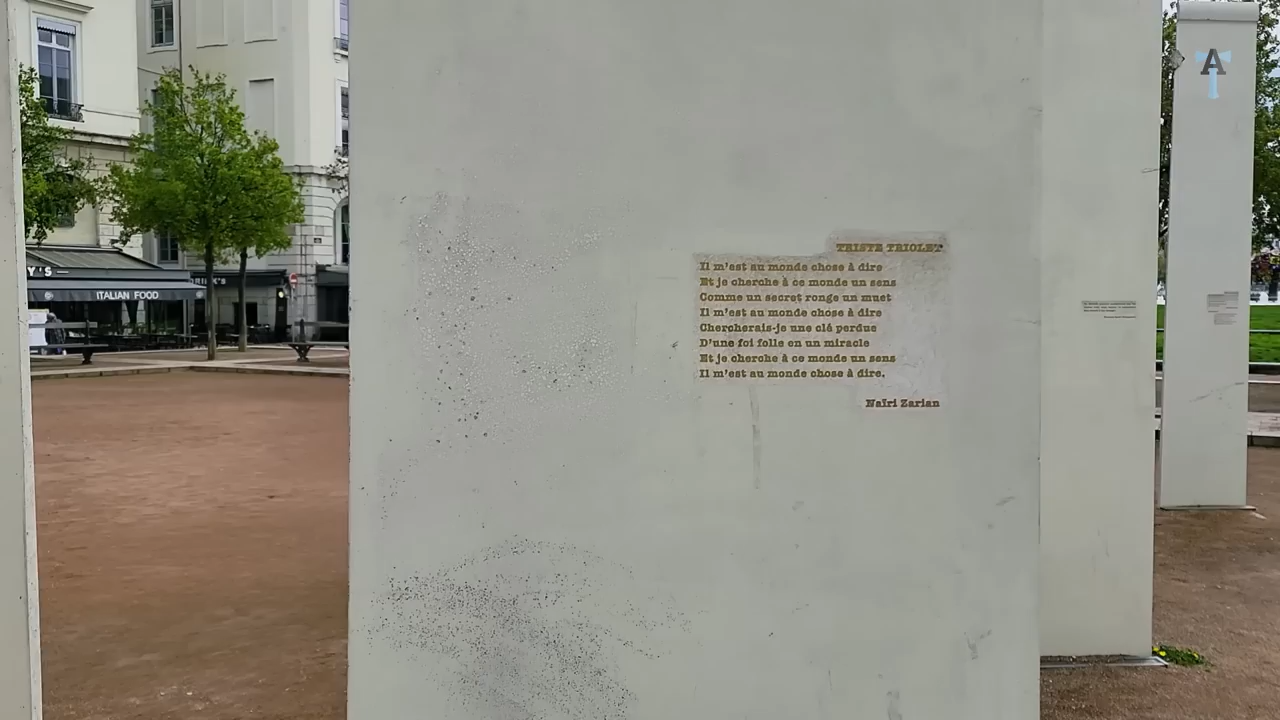 TRISTE TRIOLET
Il m'est au monde chose à dire
Et je cherche à ce monde un sens
Comme un secret ronge un muet
Il m'est au monde chose à dire
Chercherais-je une clé perdue
D'une foi folle en un miracle
Et je cherche à ce monde un sens
Il m'est au monde chose à dire.
Naïri Zarian
Y'S
ITALIAN FOOD
A